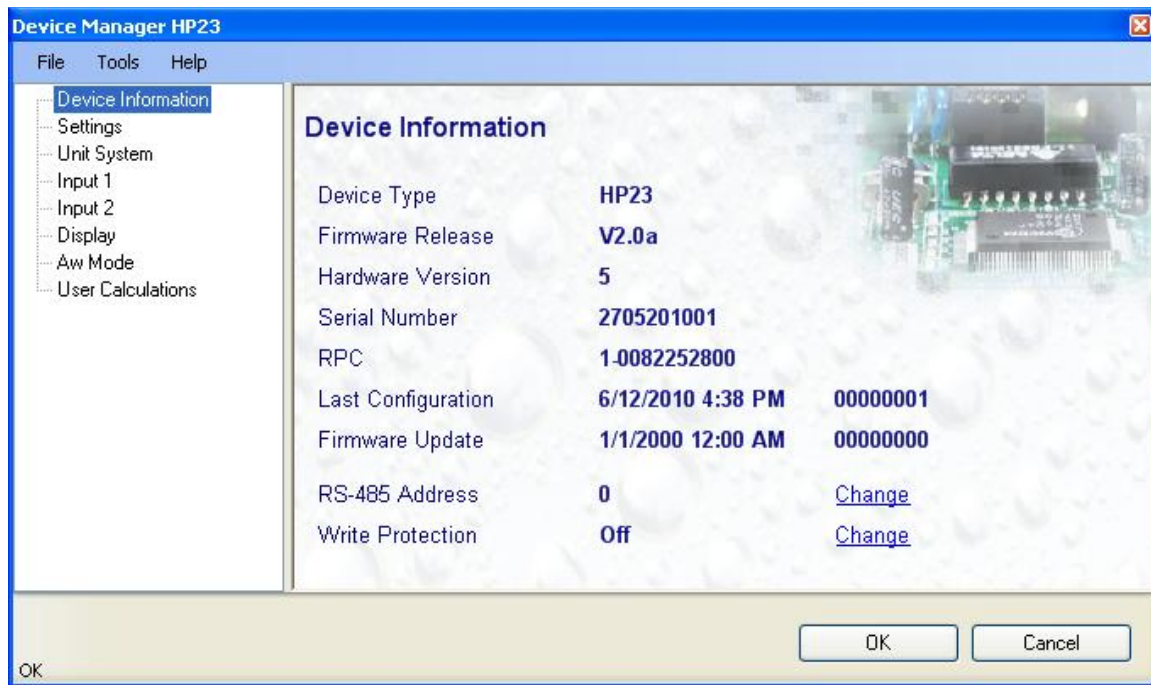 Device Manager HP23
File Tools Help
Device Information
Settings
Unit System
Input 1
Input 2
Display
Aw Mode
User Calculations
Device Information
Device Type HP23
Firmware Release V2.0a
Hardware Version 5
Serial Number 2705201001
RPC 1-0082252800
Last Configuration 6/12/2010 4:38 PM 00000001
Firmware Update 1/1/2000 12:00 AM 00000000
RS-485 Address 0 Change
Write Protection Off Change
OK Cancel
OK